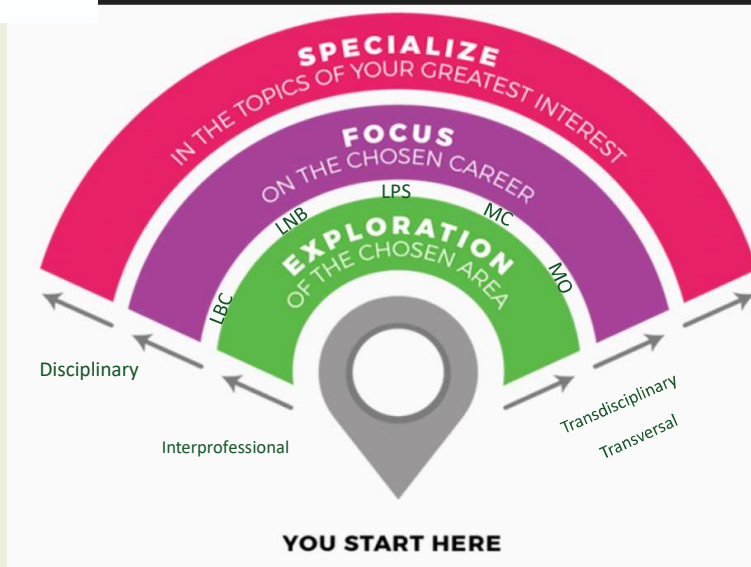 SPECIALIZE
IN THE TOPICS OF YOUR GREATEST INTEREST
FOCUS
ON THE CHOSEN CAREER
LBC
LNB
LPS
MC
MO
EXPLORATION
OF THE CHOSEN AREA
Disciplinary
Interprofessional
Transdisciplinary
Transversal
YOU START HERE